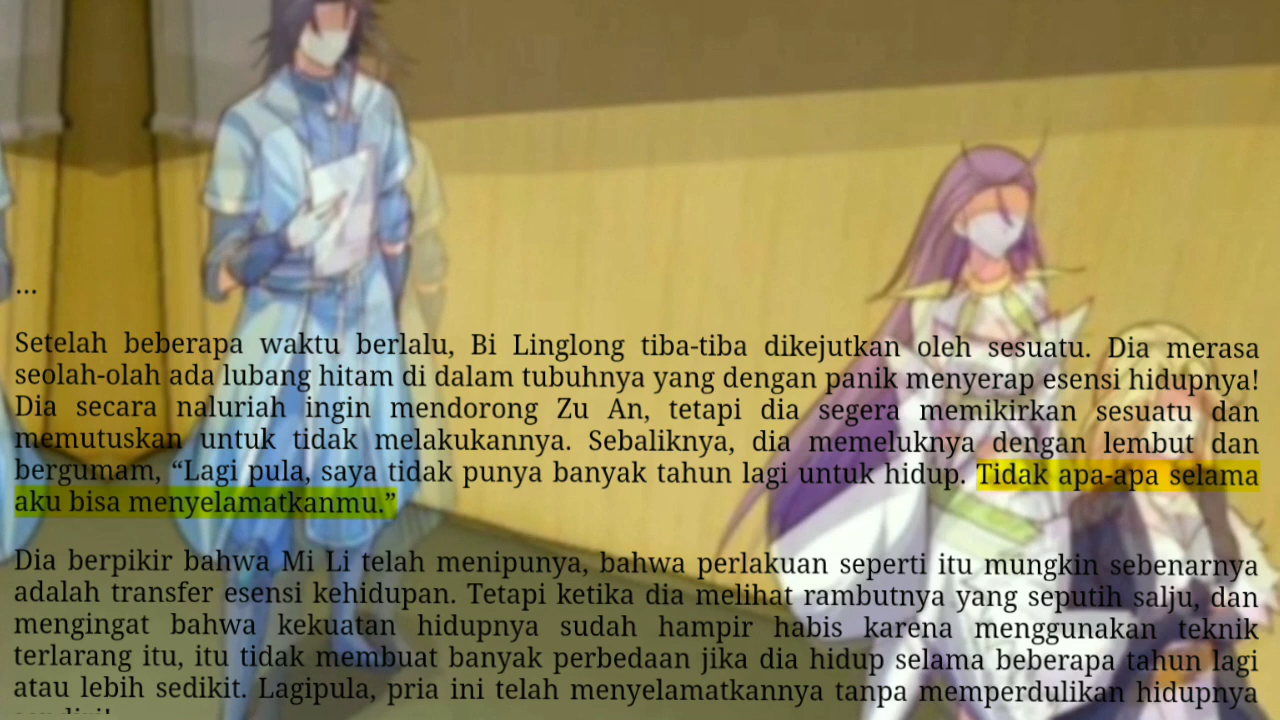 ...
Setelah beberapa waktu berlalu, Bi Linglong tiba-tiba dikejutkan oleh sesuatu. Dia merasa
seolah-olah ada lubang hitam di dalam tubuhnya yang dengan panik menyerap esensi hidupnya!
Dia secara naluriah ingin mendorong Zu An, tetapi dia segera memikirkan sesuatu dan
memutuskan untuk tidak melakukannya. Sebaliknya, dia memeluknya dengan lembut dan
bergumam, “Lagi pula, saya tidak punya banyak tahun lagi untuk hidup. Tidak apa-apa selama
aku bisa menyelamatkanmu.”
Dia berpikir bahwa Mi Li telah menipunya, bahwa perlakuan seperti itu mungkin sebenarnya
adalah transfer esensi kehidupan. Tetapi ketika dia melihat rambutnya yang seputih salju, dan
mengingat bahwa kekuatan hidupnya sudah hampir habis karena menggunakan teknik
terlarang itu, itu tidak membuat banyak perbedaan jika dia hidup selama beberapa tahun lagi
atau lebih sedikit. Lagipula, pria ini telah menyelamatkannya tanpa memperdulikan hidupnya